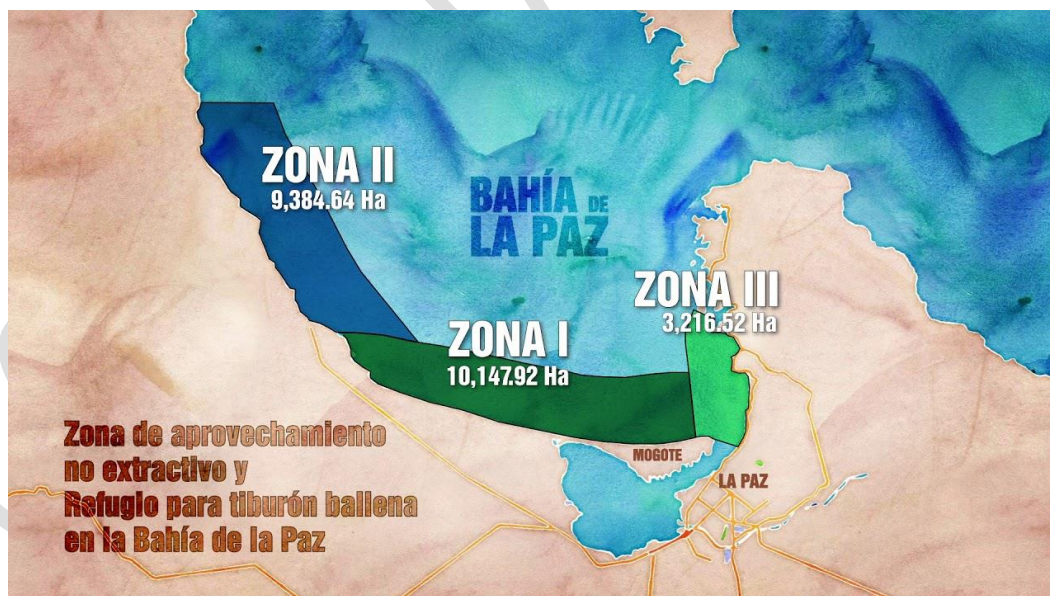 ZONA II
9,384.64 Ha
BAHÍA DE
LA PAZ
ZONA III
3,216.52 Ha
ZONA I
10,147.92 Ha
Zona de aprovechamiento
no extractivo y
Refugio para tiburón ballena
en la Bahía de la Paz
MOGOTE
LA PAZ